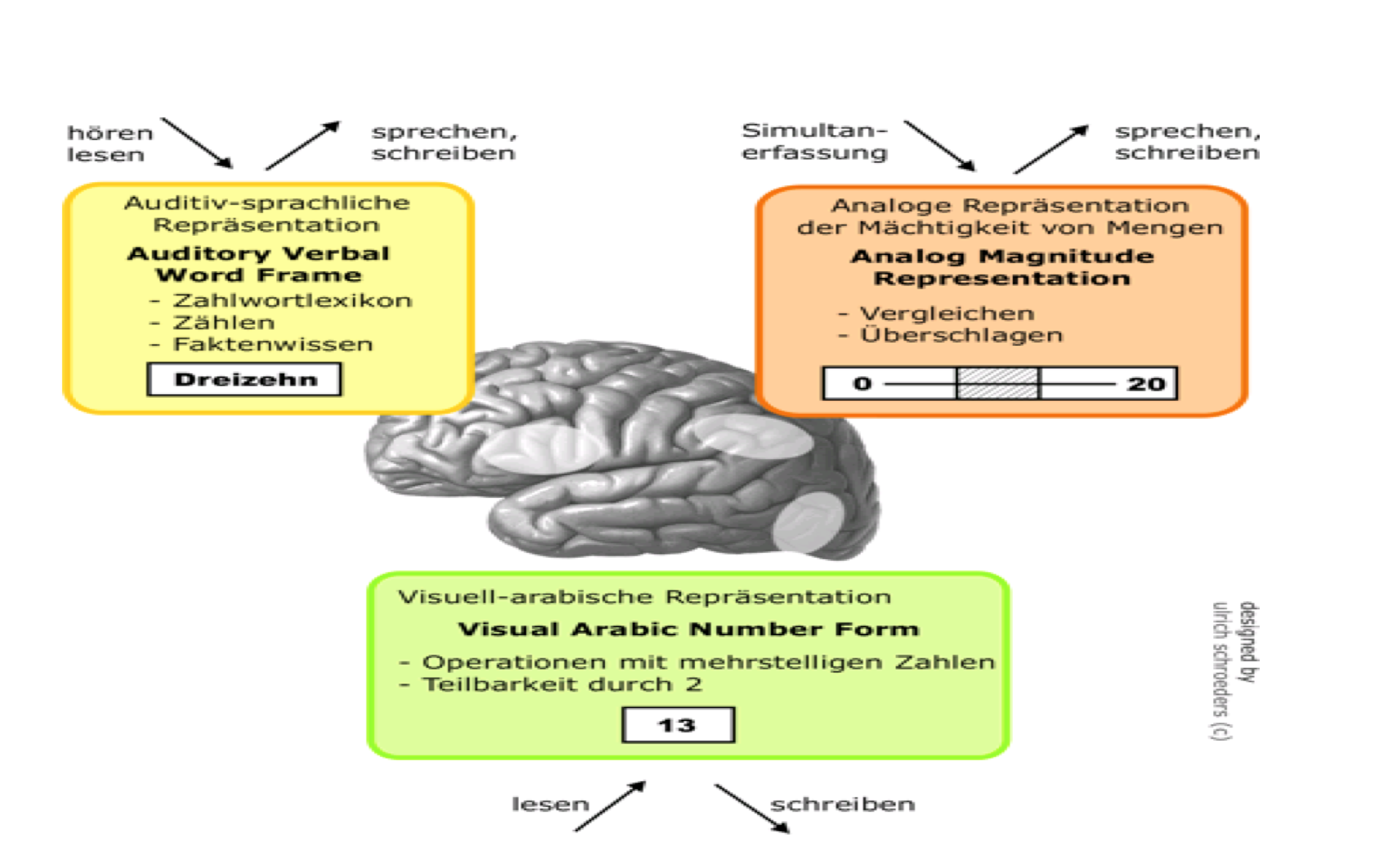 hören
lesen
sprechen,
schreiben
Auditiv-sprachliche
Repräsentation
Auditory Verbal
Word Frame
- Zahlwortlexikon
- Zählen
- Faktenwissen
Dreizehn
Simultan-
erfassung
sprechen,
schreiben
Analoge Repräsentation
der Mächtigkeit von Mengen
Analog Magnitude
Representation
- Vergleichen
- Überschlagen
0 20
Visuell-arabische Repräsentation
Visual Arabic Number Form
- Operationen mit mehrstelligen Zahlen
- Teilbarkeit durch 2
13
lesen
schreiben
designed by
ulrich schroeders (c)